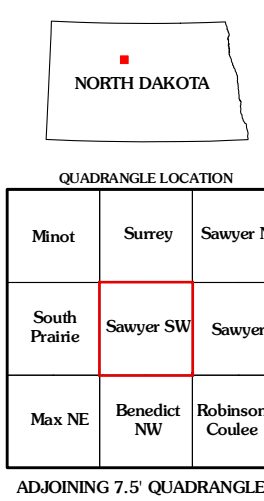 NORTH DAKOTA
QUADRANGLE LOCATION
Minot
Surrey
Sawyer
South
Prairie
Sawyer SW
Sawyer
Max NE
Benedict
NW
Robinson
Coulee
ADJOINING 7.5' QUADRANGLE